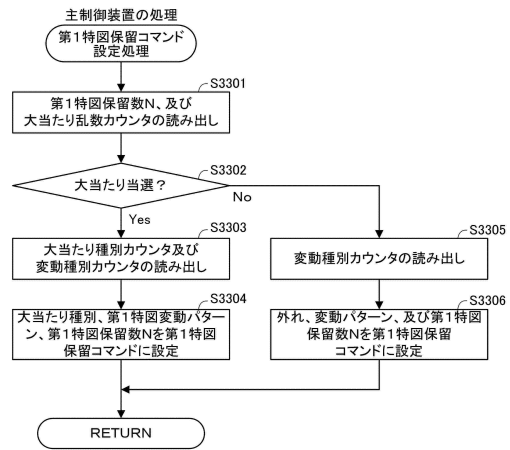 主制御装置の処理
第1特図保留コマンド
設定処理
S3301
第1特図保留数N、及び
大当たり乱数カウンタの読み出し
S3302
大当たり当選?
No
Yes
S3303
大当たり種別カウンタ及び
変動種別カウンタの読み出し
S3305
変動種別カウンタの読み出し
S3304
大当たり種別、第1特図変動パター
ン、第1特図保留数Nを第1特図
保留コマンドに設定
S3306
外れ、変動パターン、及び第1特図
保留数Nを第1特図保留
コマンドに設定
RETURN